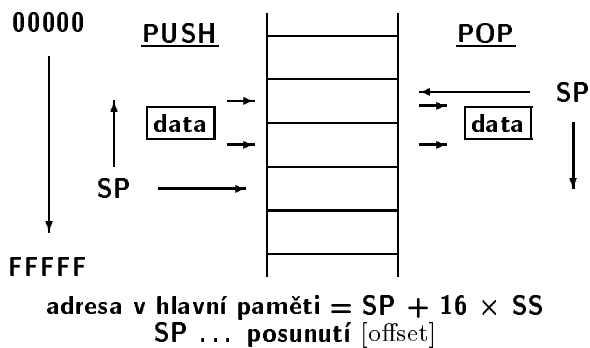 00000
PUSH
POP
SP
data
data
SP
FFFFF
adresa v hlavní paměti = SP + 16 × SS
SP ... posunutí [offset]